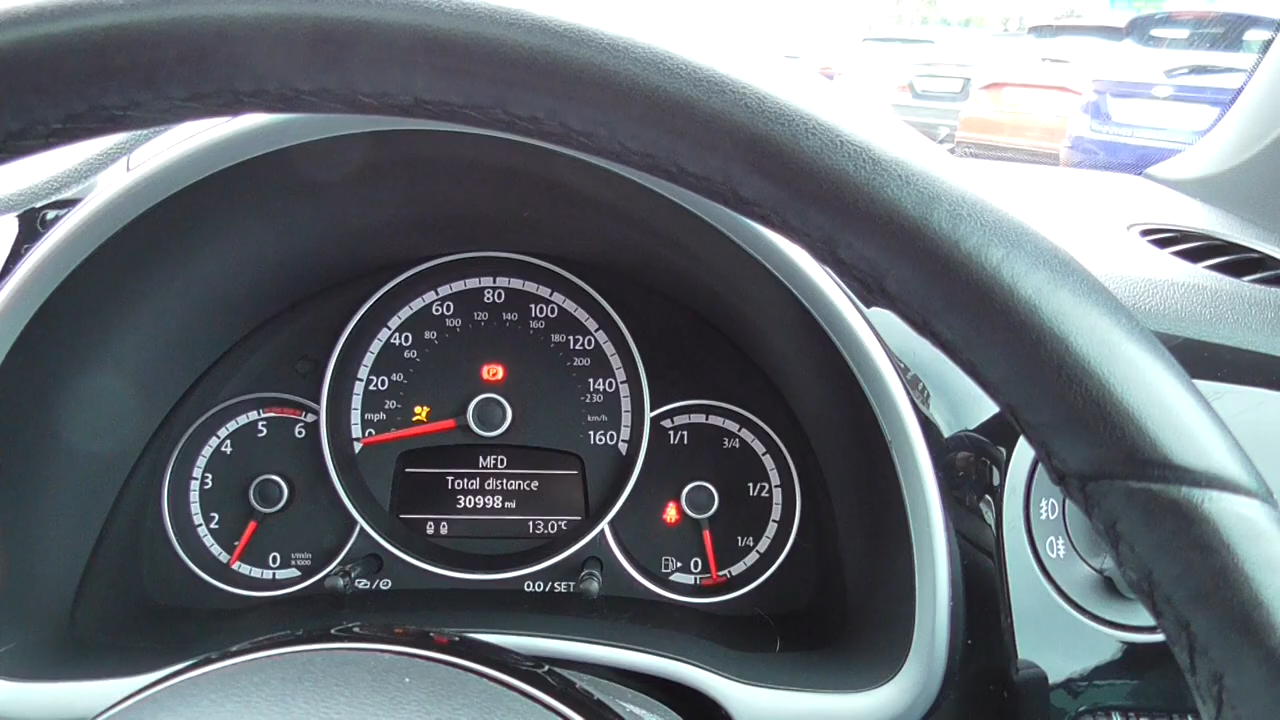 80
60 100
100 120 140
80 160
40 180 120
60 200
20 40 140
20 230
mph km/h
0 160
P
MFD
Total distance
30998 mi
13.0°C
5 6
4
3
2
0 1/min
X1000
1/1 3/4
1/2
1/4
0
0.0 / SET